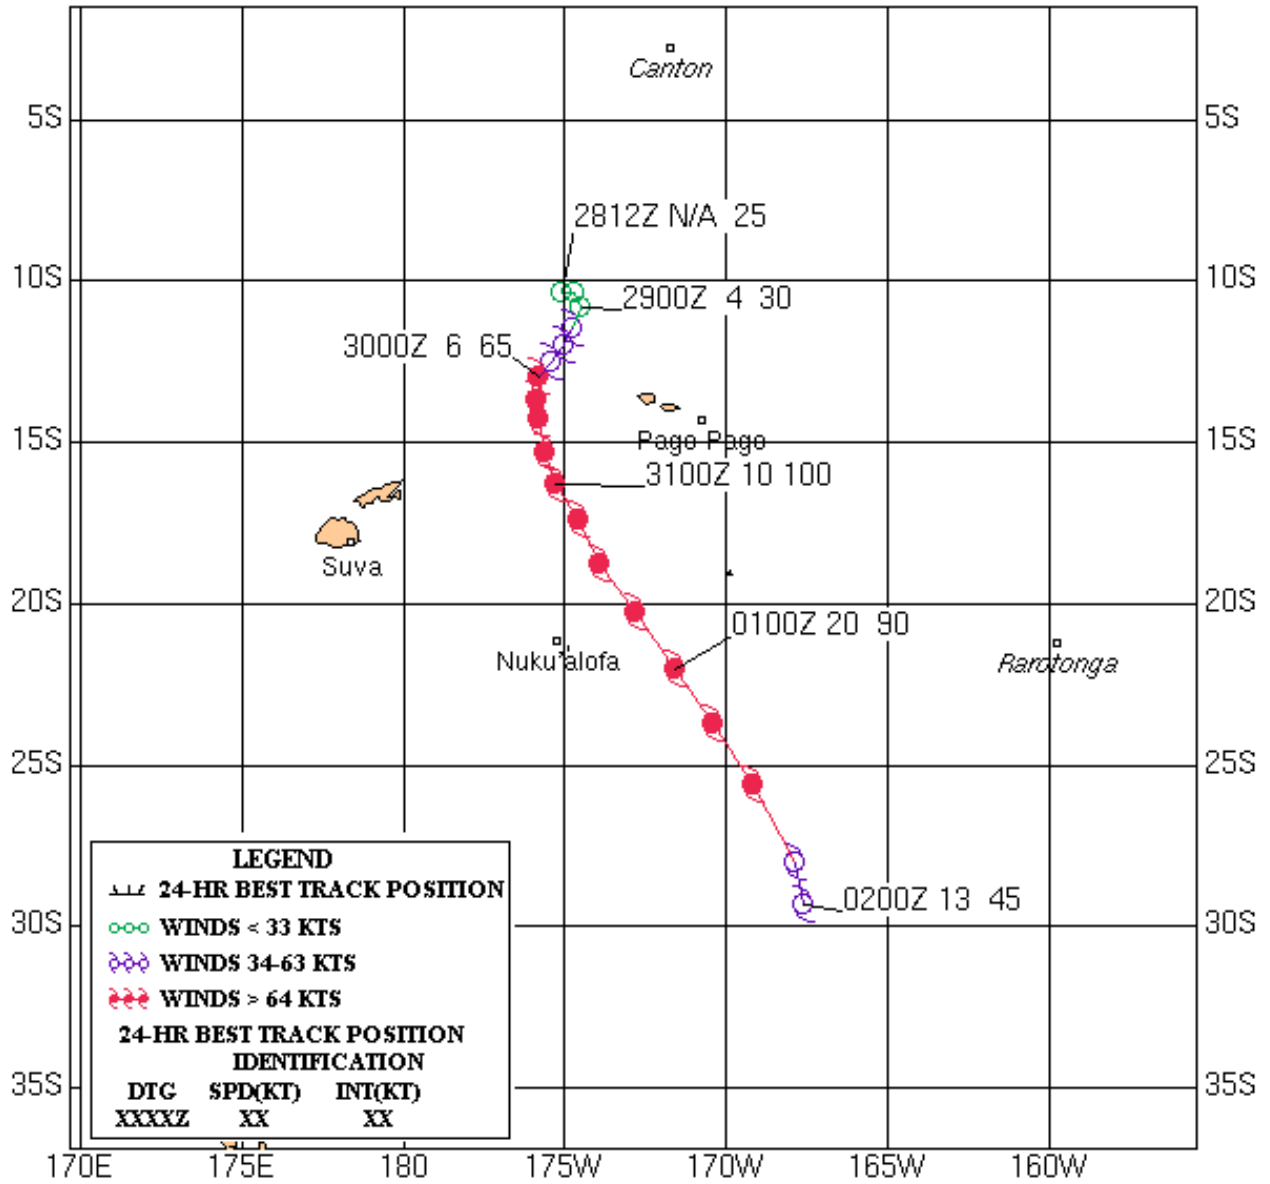 Canton
5S 5S
2812Z N/A 25
10S 10S
2900Z 4 30
3000Z 6 65
15S Pago Pago 15S
3100Z 10 100
Suva
20S 20S
0100Z 20 90
Nuku'alofa Rarotonga
25S 25S
LEGEND
24-HR BEST TRACK POSITION
0200Z 13 45
30S WINDS < 33 KTS 30S
WINDS 34-63 KTS
WINDS > 64 KTS
24-HR BEST TRACK POSITION
IDENTIFICATION
35S DTG SPD(KT) INT(KT) 35S
XXXXZ XX XX
170E 175E 180 175W 170W 165W 160W